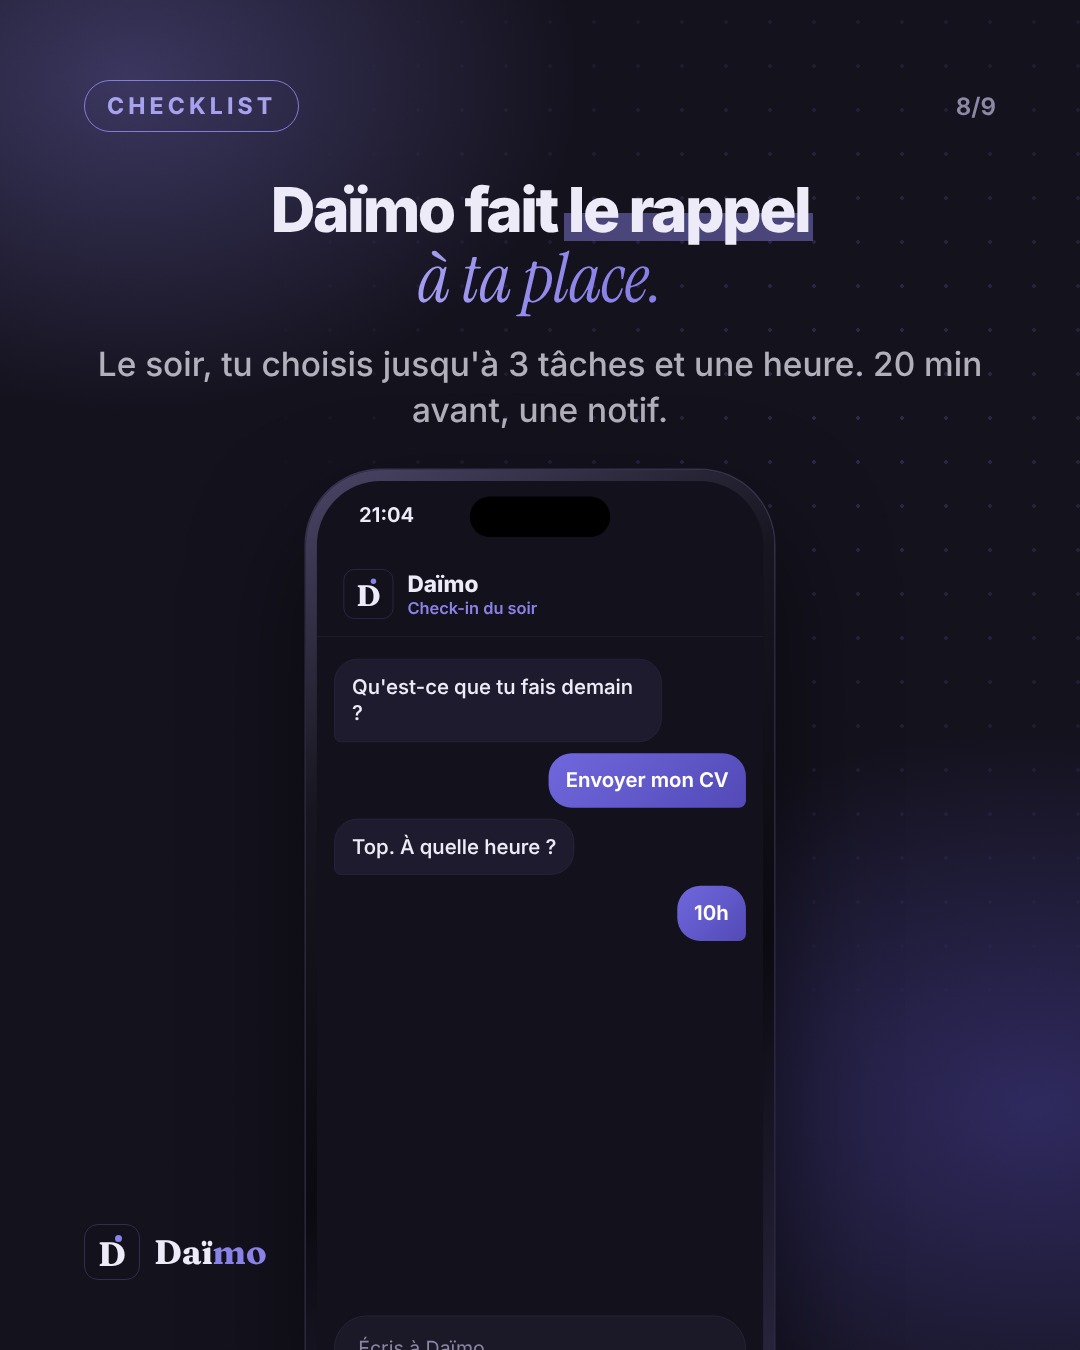 CHECKLIST
8/9
Daïmo fait le rappel
à ta place.
Le soir, tu choisis jusqu'à 3 tâches et une heure. 20 min
avant, une notif.
21:04
D
Daïmo
Check-in du soir
Qu'est-ce que tu fais demain
?
Envoyer mon CV
Top. À quelle heure ?
10h
D Daïmo
Écris à Daïmo